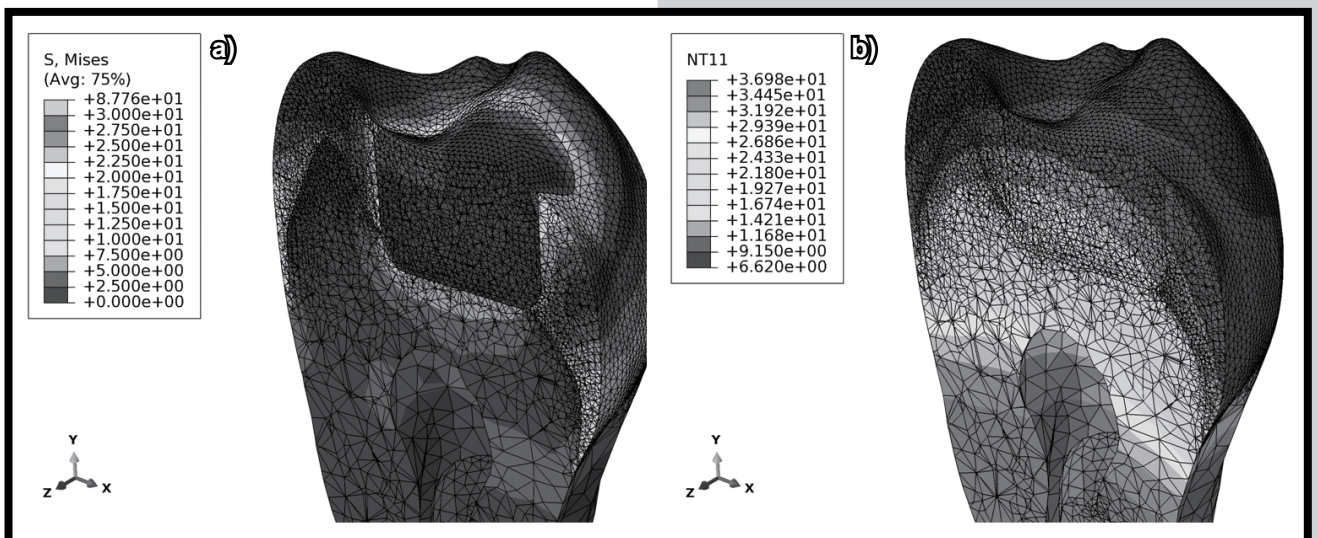 a)
S, Mises
(Avg: 75%)
+8.776e+01
+3.000e+01
+2.750e+01
+2.500e+01
+2.250e+01
+2.000e+01
+1.750e+01
+1.500e+01
+1.250e+01
+1.000e+01
+7.500e+00
+5.000e+00
+2.500e+00
+0.000e+00
Y
Z
X
b)
NT11
+3.698e+01
+3.445e+01
+3.192e+01
+2.939e+01
+2.686e+01
+2.433e+01
+2.180e+01
+1.927e+01
+1.674e+01
+1.421e+01
+1.168e+01
+9.150e+00
+6.620e+00
Y
Z
X